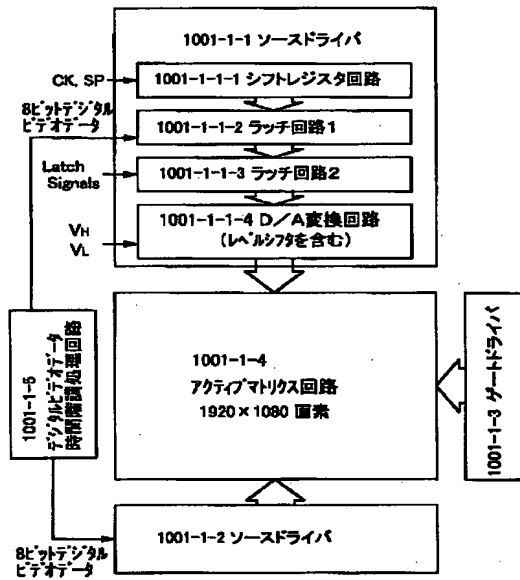 1001-1-1 ソースドライバ
CK, SP
1001-1-1-1 シフトレジスタ回路
8ビットデジタル
ビデオデータ
1001-1-1-2 ラッチ回路1
Latch
Signals
1001-1-1-3 ラッチ回路2
VH
VL
1001-1-1-4 D/A変換回路
(レベルシフタを含む)
1001-1-5
デジタルビデオデータ
時間階調処理回路
1001-1-4
アクティブマトリクス回路
1920×1080 画素
1001-1-3 ゲートドライバ
8ビットデジタル
ビデオデータ
1001-1-2 ソースドライバ